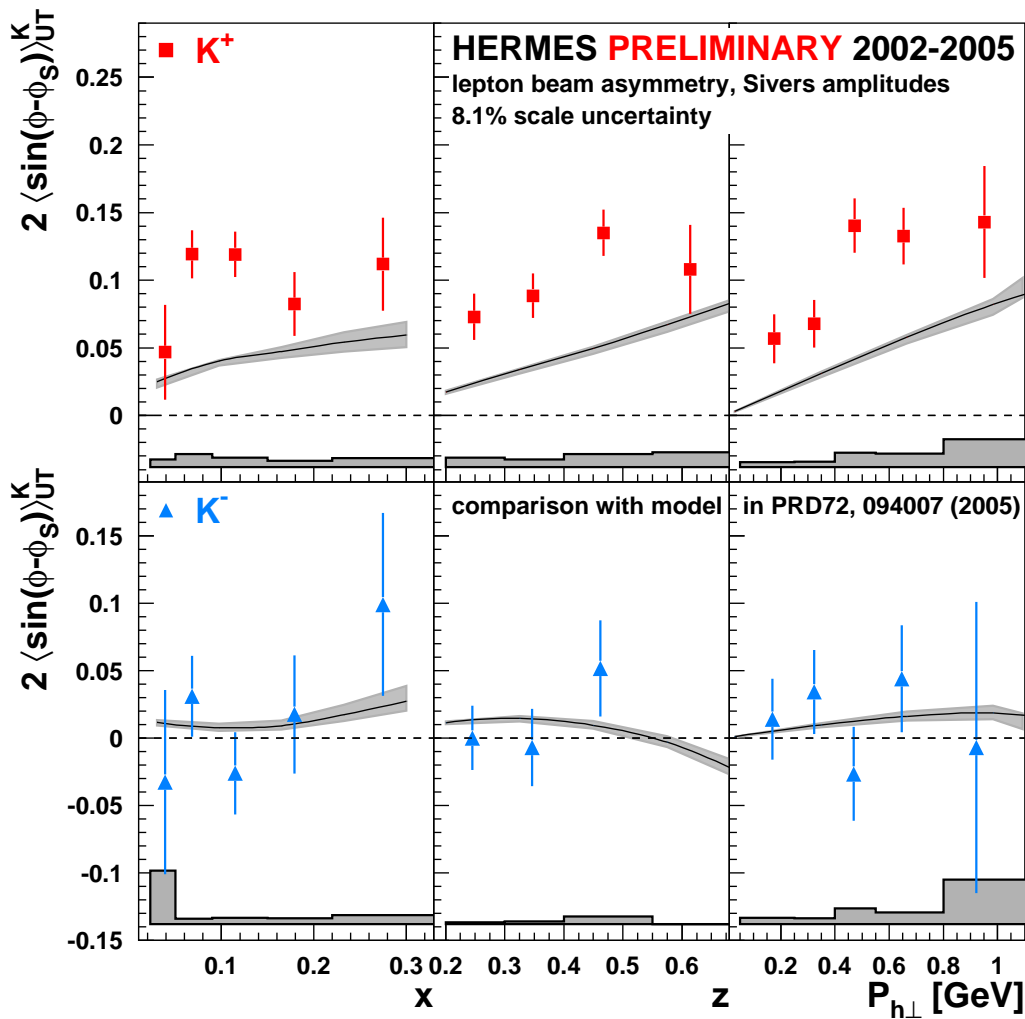 2 ⟨sin(ϕ-ϕS)⟩KUT
K+
HERMES PRELIMINARY 2002-2005
lepton beam asymmetry, Sivers amplitudes
8.1% scale uncertainty
0.25
0.2
0.15
0.1
0.05
0
2 ⟨sin(ϕ-ϕS)⟩KUT
K-
comparison with model
in PRD72, 094007 (2005)
0.15
0.1
0.05
0
-0.05
-0.1
-0.15
0.1 0.2 0.3
0.2 0.3 0.4 0.5 0.6
0.2 0.4 0.6 0.8 1
x
z
Ph⊥ [GeV]